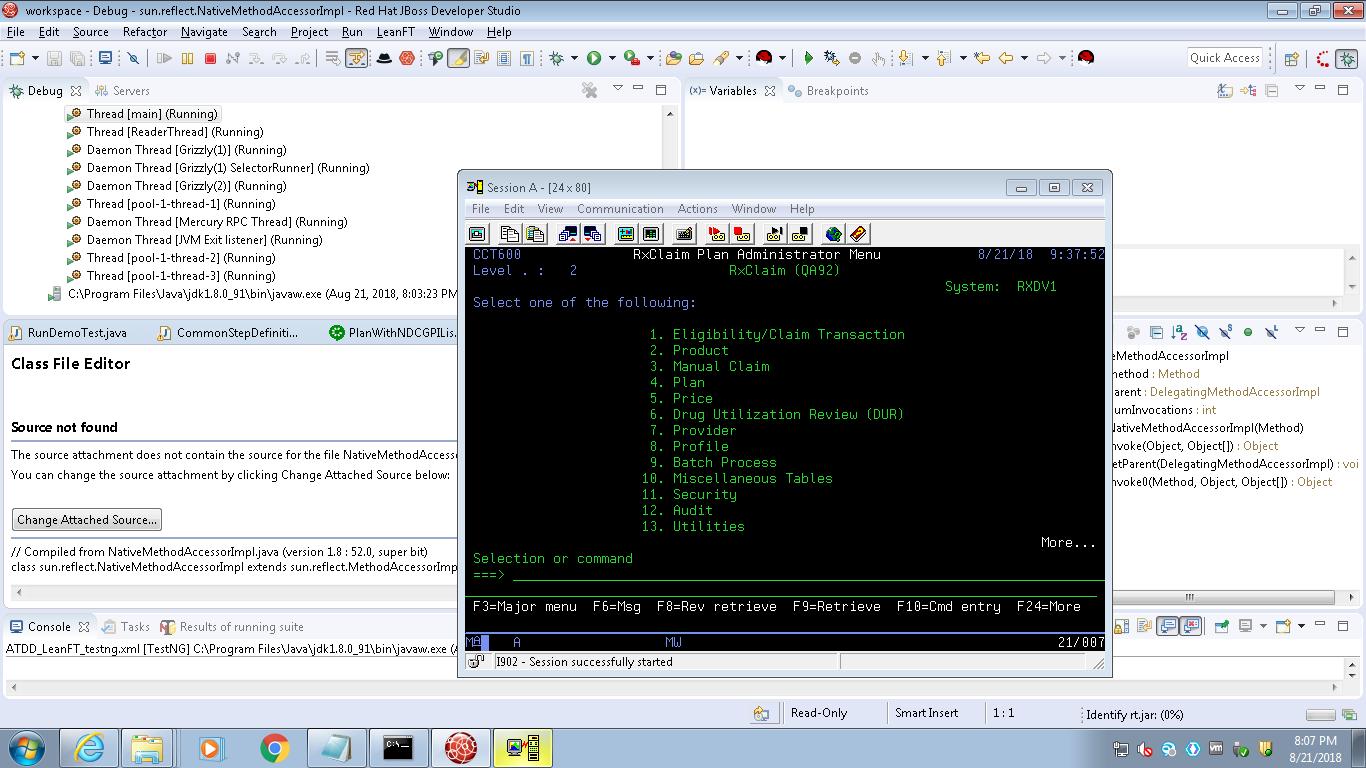 workspace - Debug - sun.reflect.NativeMethodAccessorImpl - Red Hat JBoss Developer Studio
File Edit Source Refactor Navigate Search Project Run LeanFT Window Help
Quick Access
Debug Servers
(x)= Variables Breakpoints
Thread [main] (Running)
Thread [ReaderThread] (Running)
Daemon Thread [Grizzly(1)] (Running)
Daemon Thread [Grizzly(1) SelectorRunner] (Running)
Daemon Thread [Grizzly(2)] (Running)
Thread [pool-1-thread-1] (Running)
Daemon Thread [Mercury RPC Thread] (Running)
Daemon Thread [JVM Exit listener] (Running)
Thread [pool-1-thread-2] (Running)
Thread [pool-1-thread-3] (Running)
C:\Program Files\Java\jdk1.8.0_91\bin\javaw.exe (Aug 21, 2018, 8:03:23 PM
RunDemoTest.java CommonStepDefiniti... PlanWithNDCGPILis...
Class File Editor
Source not found
The source attachment does not contain the source for the file NativeMethodAccesso
You can change the source attachment by clicking Change Attached Source below:
Change Attached Source...
// Compiled from NativeMethodAccessorImpl.java (version 1.8 : 52.0, super bit)
class sun.reflect.NativeMethodAccessorImpl extends sun.reflect.MethodAccessorImp
Session A - [24 x 80]
File Edit View Communication Actions Window Help
CCT600 RxClaim Plan Administrator Menu 8/21/18 9:37:52
Level . : 2 RxClaim (QA92)
System: RXDV1
Select one of the following:
1. Eligibility/Claim Transaction
2. Product
3. Manual Claim
4. Plan
5. Price
6. Drug Utilization Review (DUR)
7. Provider
8. Profile
9. Batch Process
10. Miscellaneous Tables
11. Security
12. Audit
13. Utilities
More...
Selection or command
===>
F3=Major menu F6=Msg F8=Rev retrieve F9=Retrieve F10=Cmd entry F24=More
MA A MW 21/007
I902 - Session successfully started
eMethodAccessorImpl
nethod : Method
arent : DelegatingMethodAccessorImpl
umInvocations : int
NativeMethodAccessorImpl(Method)
nvoke(Object, Object[]) : Object
etParent(DelegatingMethodAccessorImpl) : voi
nvoke0(Method, Object, Object[]) : Object
Console Tasks Results of running suite
ATDD_LeanFT_testng.xml [TestNG] C:\Program Files\Java\jdk1.8.0_91\bin\javaw.exe (A
Read-Only Smart Insert 1 : 1 Identify rt.jar: (0%)
8:07 PM
8/21/2018